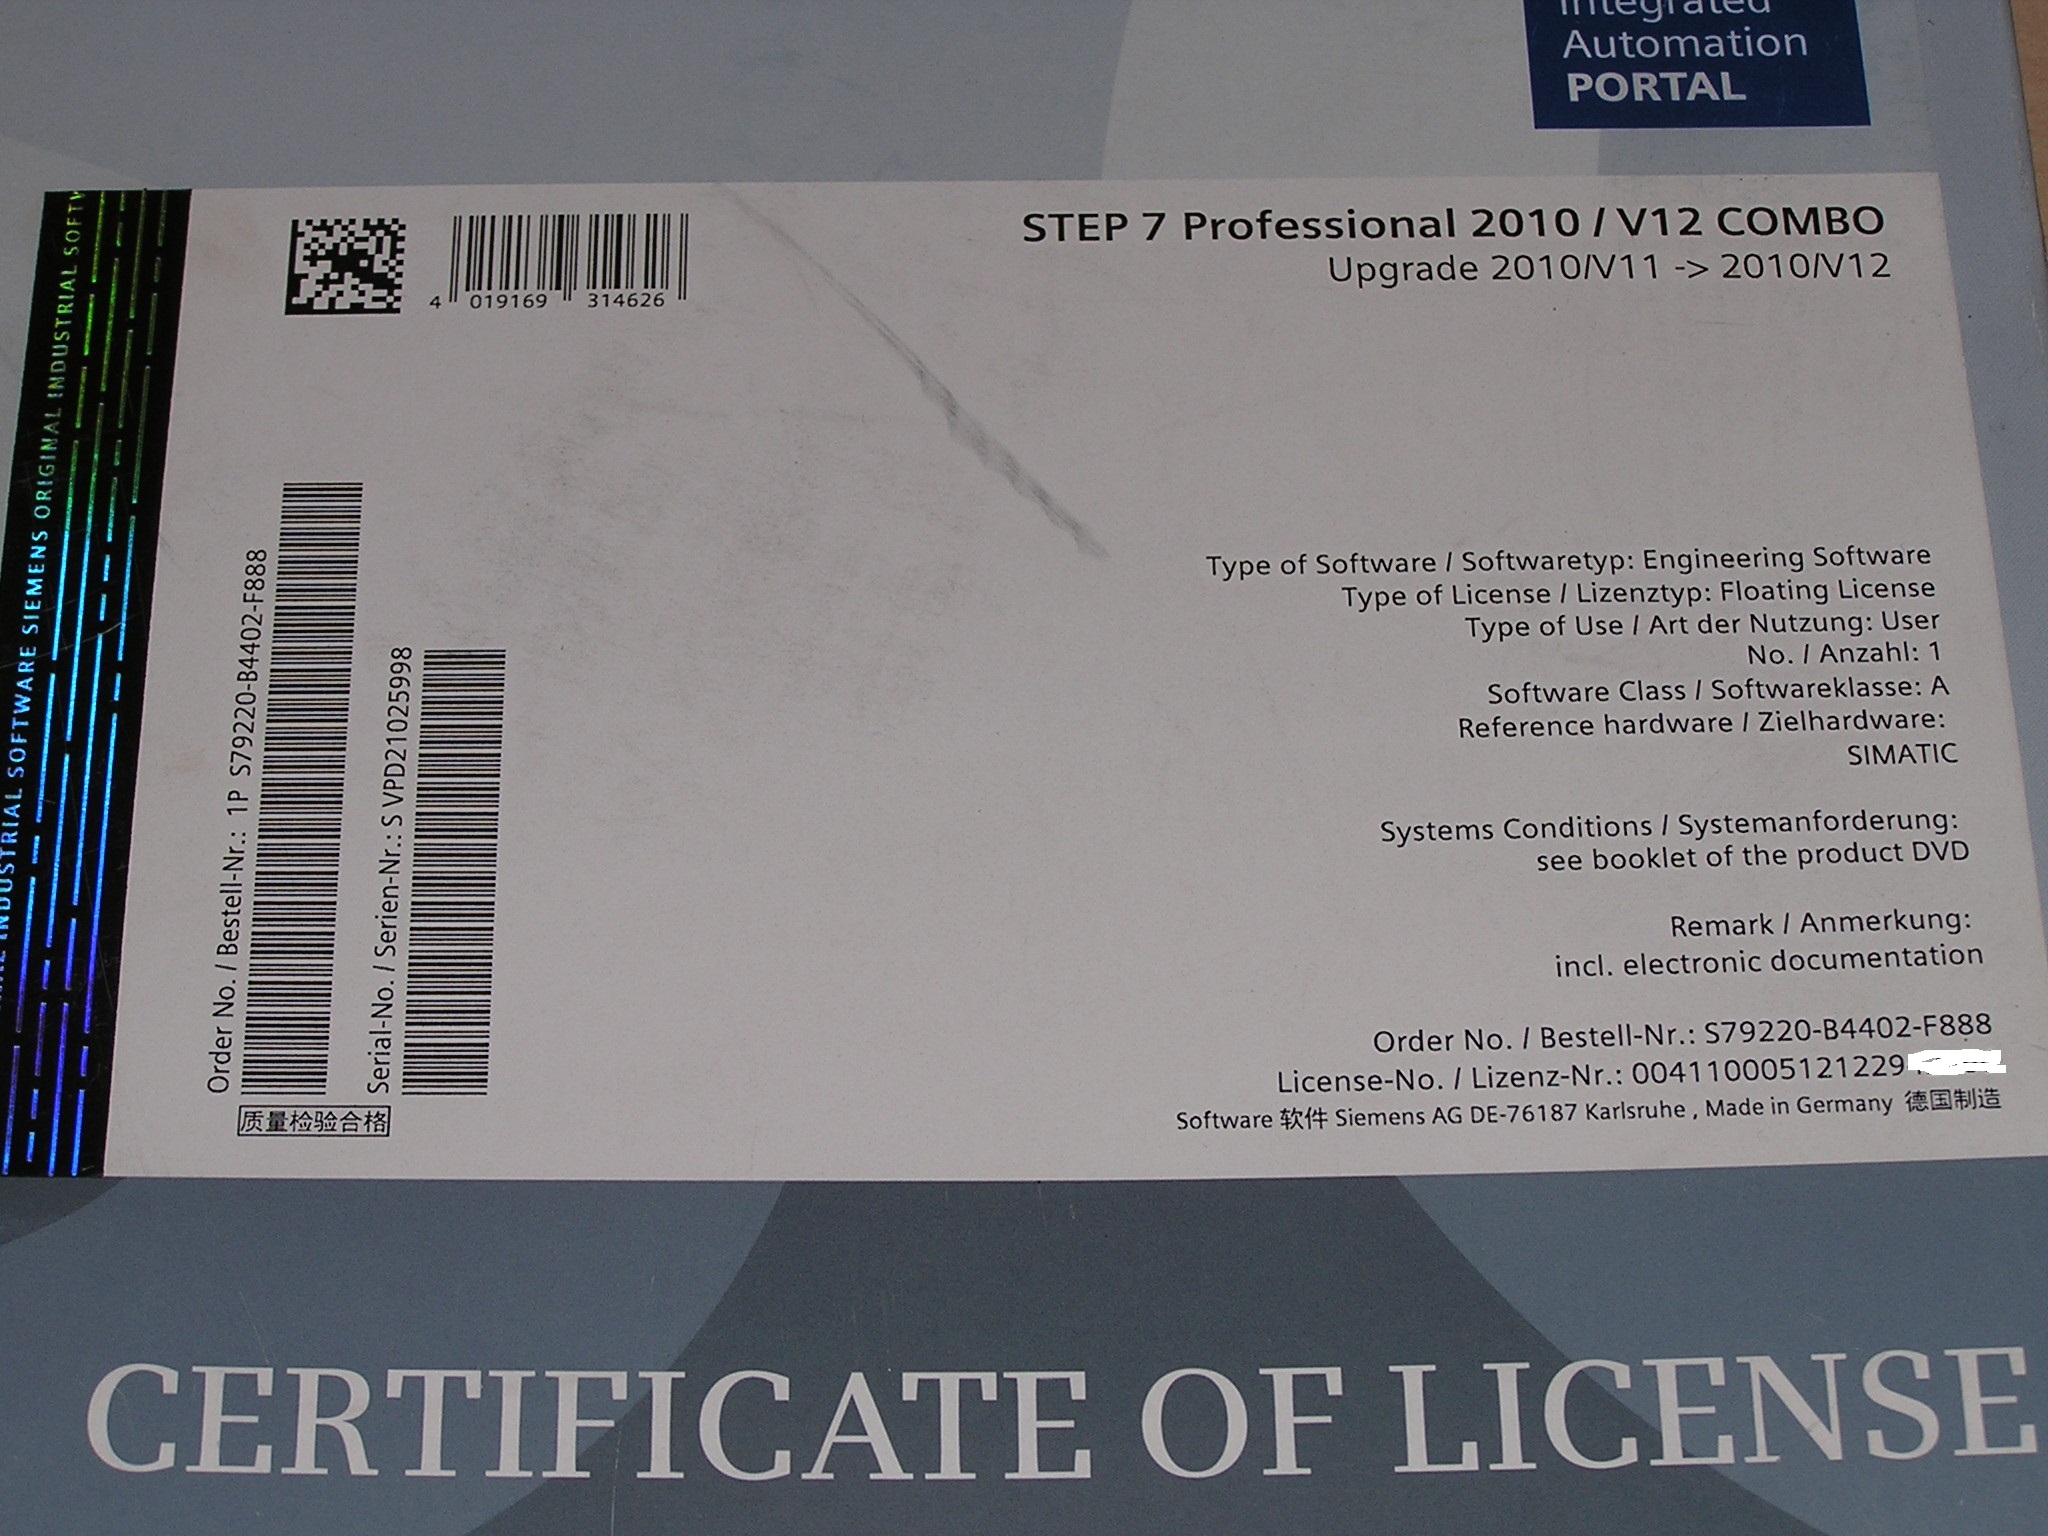 Integrated
Automation
PORTAL
STEP 7 Professional 2010 / V12 COMBO
Upgrade 2010/V11 -> 2010/V12
4 019169 314626
Type of Software / Softwaretyp: Engineering Software
Type of License / Lizenztyp: Floating License
Type of Use / Art der Nutzung: User
No. / Anzahl: 1
Software Class / Softwareklasse: A
Reference hardware / Zielhardware:
SIMATIC
Systems Conditions / Systemanforderung:
see booklet of the product DVD
Remark / Anmerkung:
incl. electronic documentation
Order No. / Bestell-Nr.: S79220-B4402-F888
License-No. / Lizenz-Nr.: 004110005121229
Software 软件 Siemens AG DE-76187 Karlsruhe , Made in Germany 德国制造
Order No. / Bestell-Nr.: 1P S79220-B4402-F888
Serial-No. / Serien-Nr.: S VPD21025998
质量检验合格
INDUSTRIAL SOFTWARE SIEMENS ORIGINAL INDUSTRIAL SOFTW
CERTIFICATE OF LICENSE